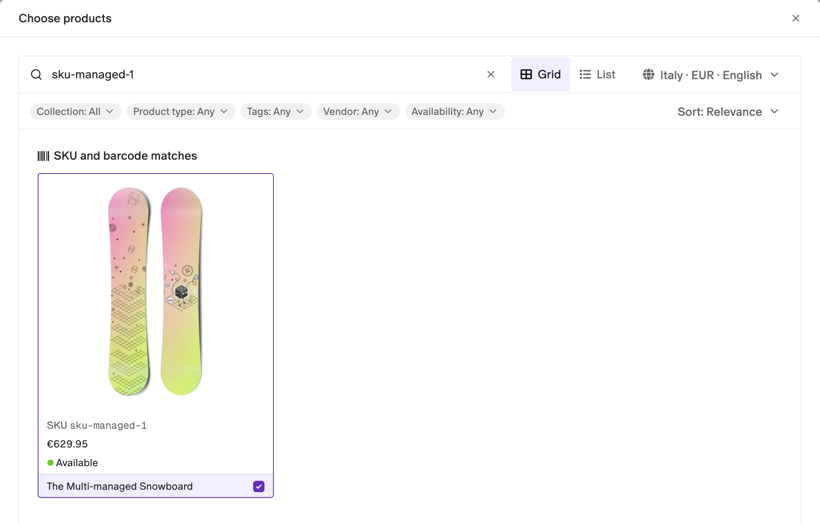 Choose products
sku-managed-1
Grid
List
Italy · EUR · English
Collection: All
Product type: Any
Tags: Any
Vendor: Any
Availability: Any
Sort: Relevance
SKU and barcode matches
SKU sku-managed-1
€629.95
Available
The Multi-managed Snowboard